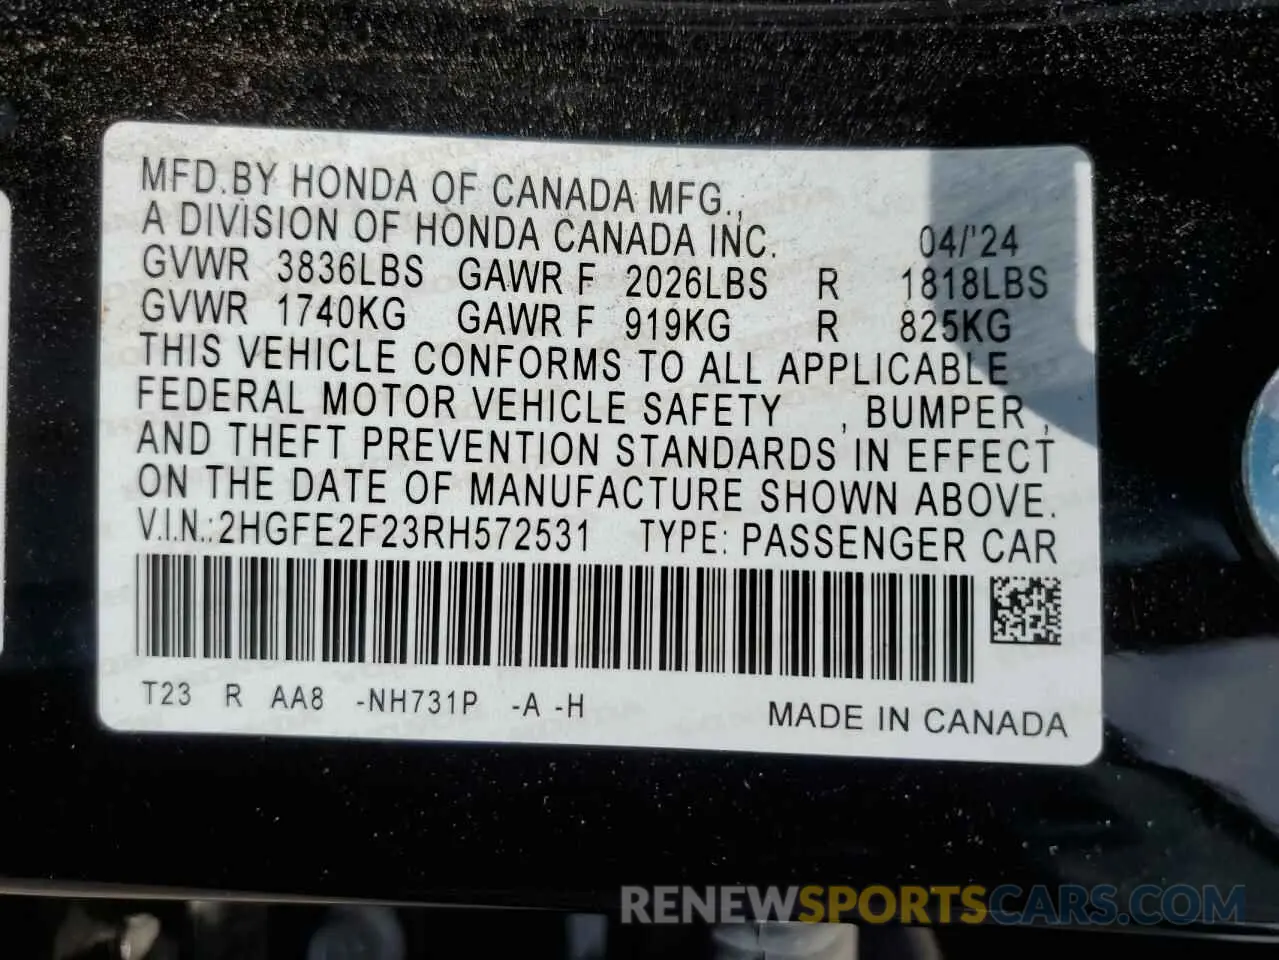 MFD.BY HONDA OF CANADA MFG.,
A DIVISION OF HONDA CANADA INC. 04/'24
GVWR 3836LBS GAWR F 2026LBS R 1818LBS
GVWR 1740KG GAWR F 919KG R 825KG
THIS VEHICLE CONFORMS TO ALL APPLICABLE
FEDERAL MOTOR VEHICLE SAFETY , BUMPER ,
AND THEFT PREVENTION STANDARDS IN EFFECT
ON THE DATE OF MANUFACTURE SHOWN ABOVE.
V.I.N.:2HGFE2F23RH572531 TYPE: PASSENGER CAR
T23 R AA8 -NH731P -A -H
MADE IN CANADA
RENEWSPORTSCARS.COM